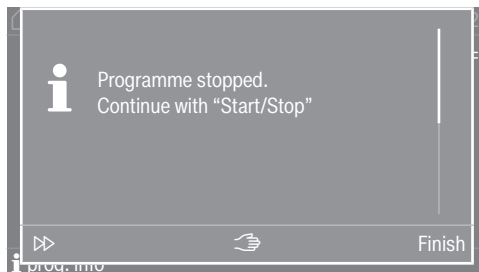 Programme stopped.
Continue with “Start/Stop”
Finish
prog. info